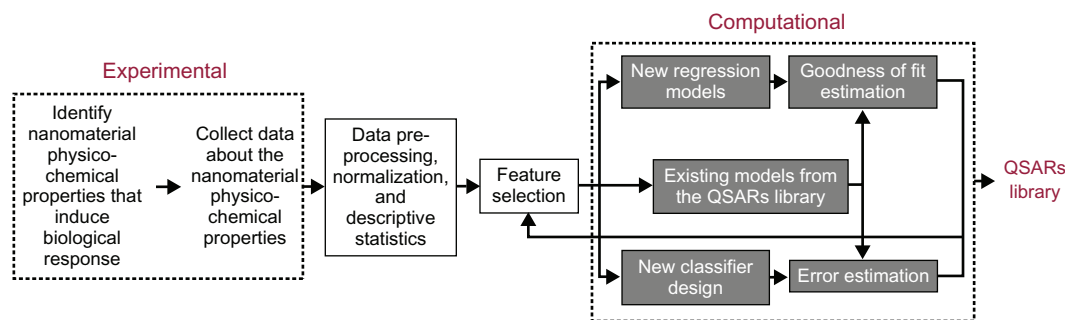 Experimental
Identify
nanomaterial
physico-
chemical
properties that
induce
biological
response
Collect data
about the
nanomaterial
physico-
chemical
properties
Data pre-
processing,
normalization,
and
descriptive
statistics
Feature
selection
Computational
New regression
models
Goodness of fit
estimation
Existing models from
the QSARs library
New classifier
design
Error estimation
QSARs
library